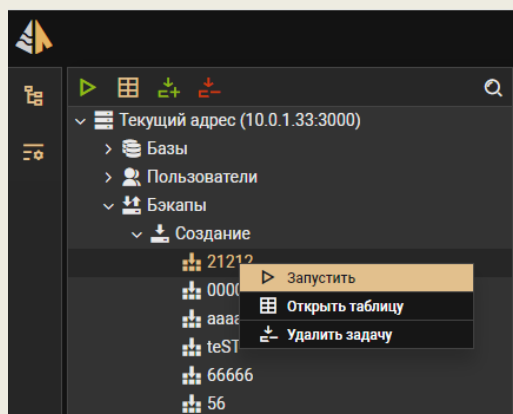 Текущий адрес (10.0.1.33:3000)
Базы
Пользователи
Бэкапы
Создание
21212
Запустить
Открыть таблицу
teST
Удалить задачу
66666
56